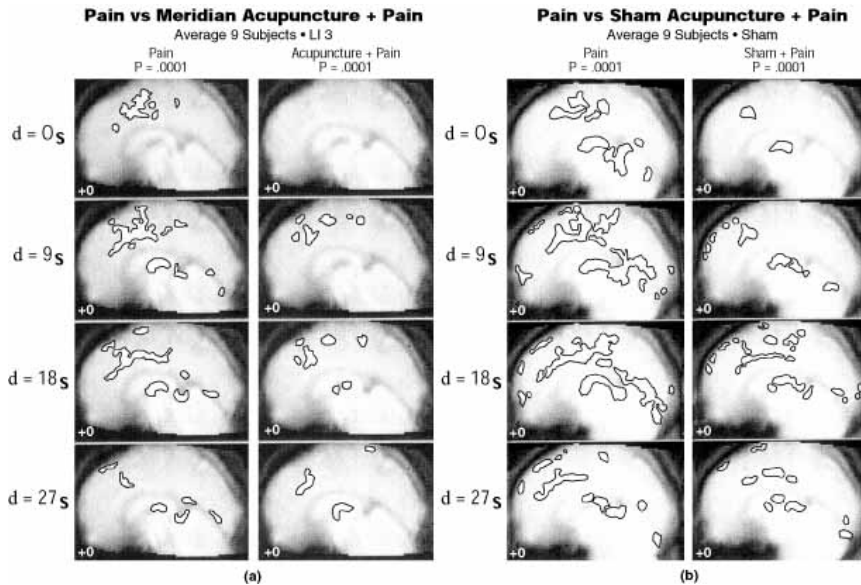 Pain vs Meridian Acupuncture + Pain
Average 9 Subjects • LI 3
Pain
P = .0001
Acupuncture + Pain
P = .0001
d = 0s
+0
d = 9s
+0
+0
d = 18s
+0
+0
d = 27s
+0
+0
(a)
Pain vs Sham Acupuncture + Pain
Average 9 Subjects • Sham
Pain
P = .0001
Sham + Pain
P = .0001
d = 0s
+0
+0
d = 9s
+0
+0
d = 18s
+0
+0
d = 27s
+0
+0
(b)